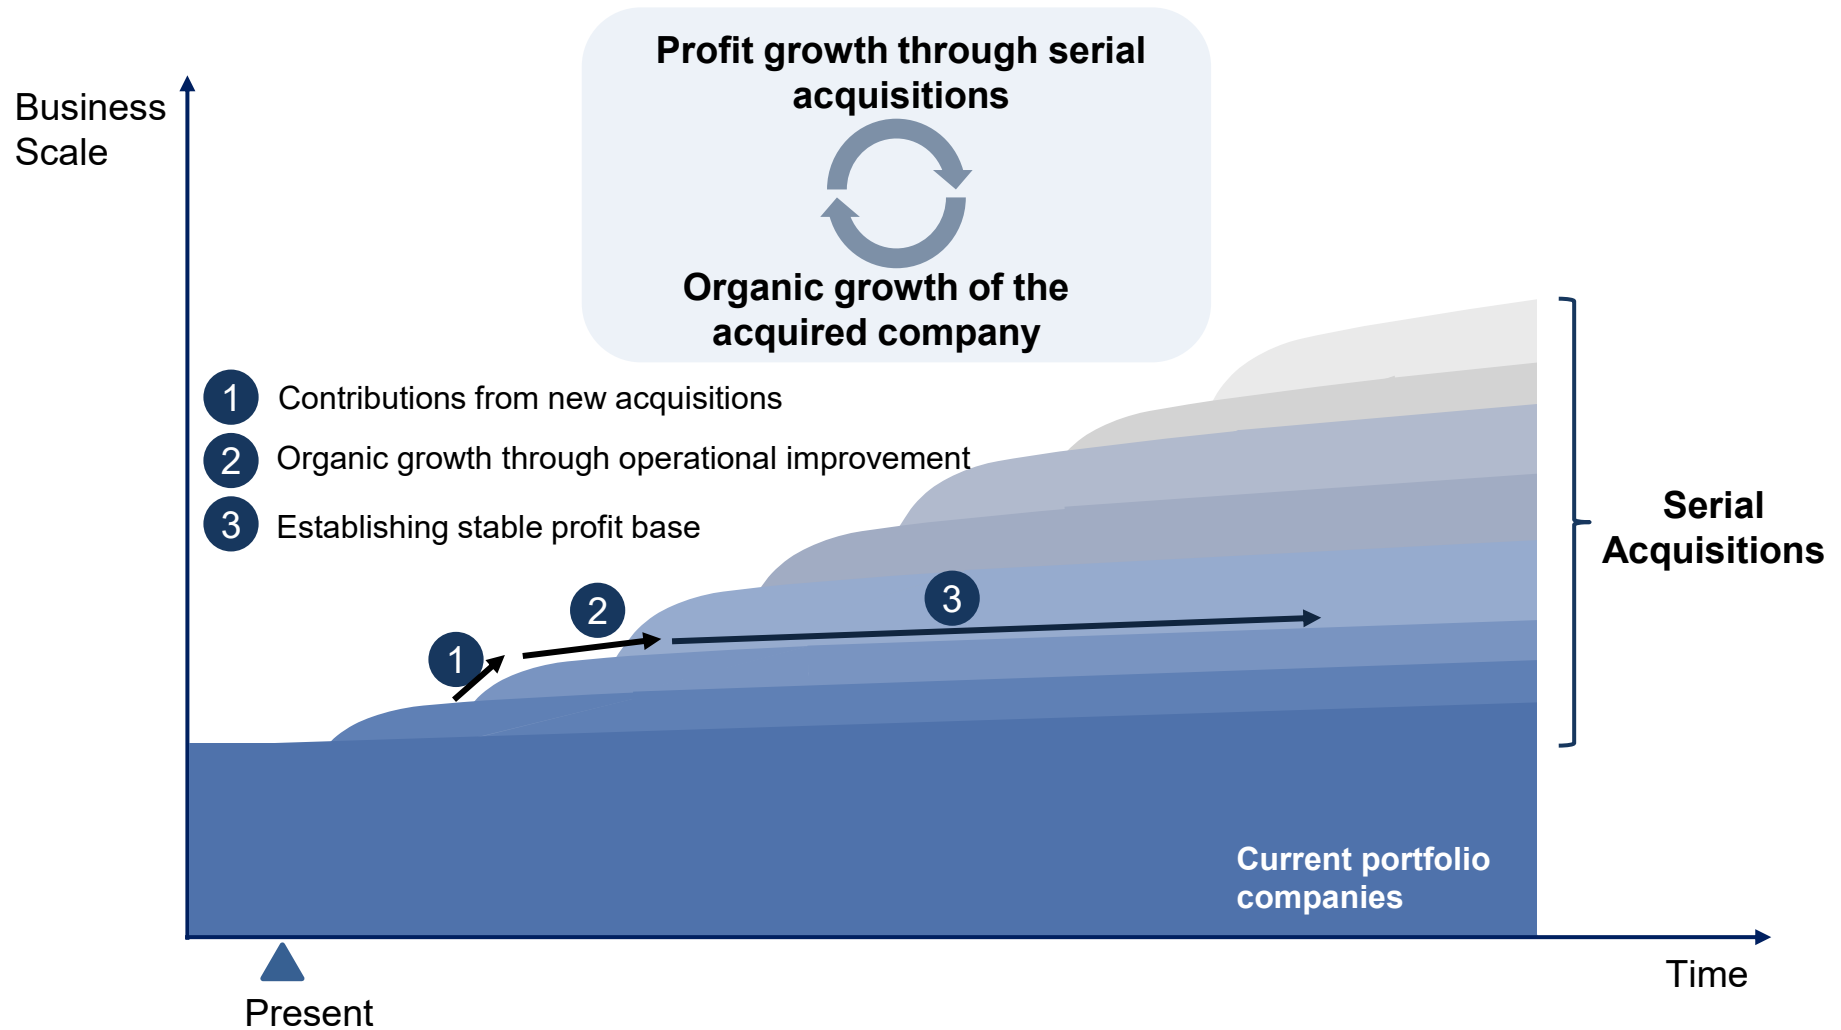 Profit growth through serial
acquisitions
Organic growth of the
acquired company
Business
Scale
1 Contributions from new acquisitions
2 Organic growth through operational improvement
3 Establishing stable profit base
1
2
3
Serial
Acquisitions
Current portfolio
companies
Time
Present